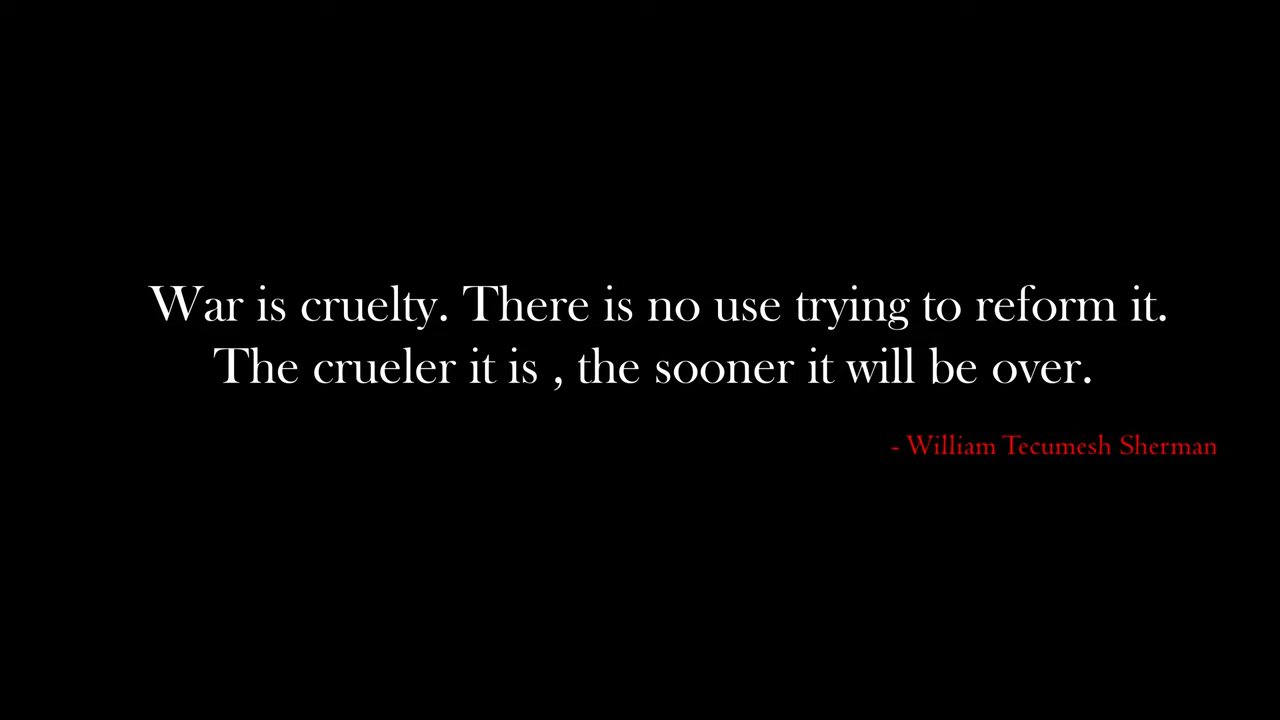 War is cruelty. There is no use trying to reform it.
The crueler it is , the sooner it will be over.
- William Tecumesh Sherman